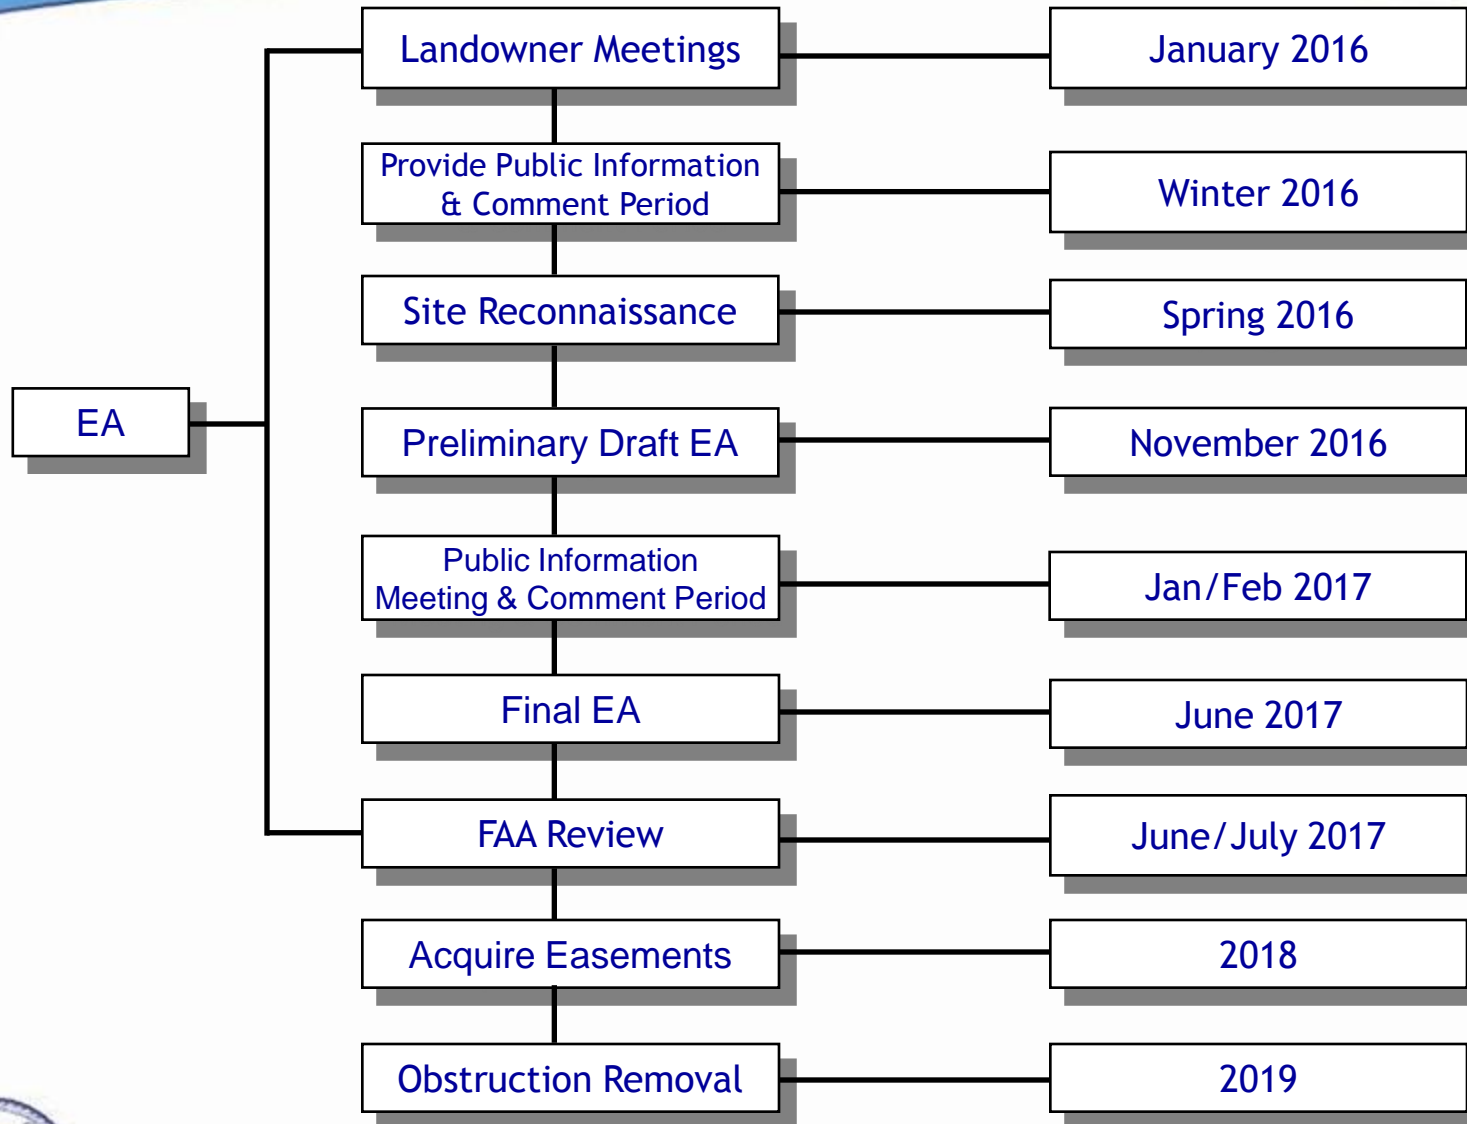 Landowner Meetings
January 2016
Provide Public Information
& Comment Period
Winter 2016
Site Reconnaissance
Spring 2016
EA
Preliminary Draft EA
November 2016
Public Information
Meeting & Comment Period
Jan/Feb 2017
Final EA
June 2017
FAA Review
June/July 2017
Acquire Easements
2018
Obstruction Removal
2019